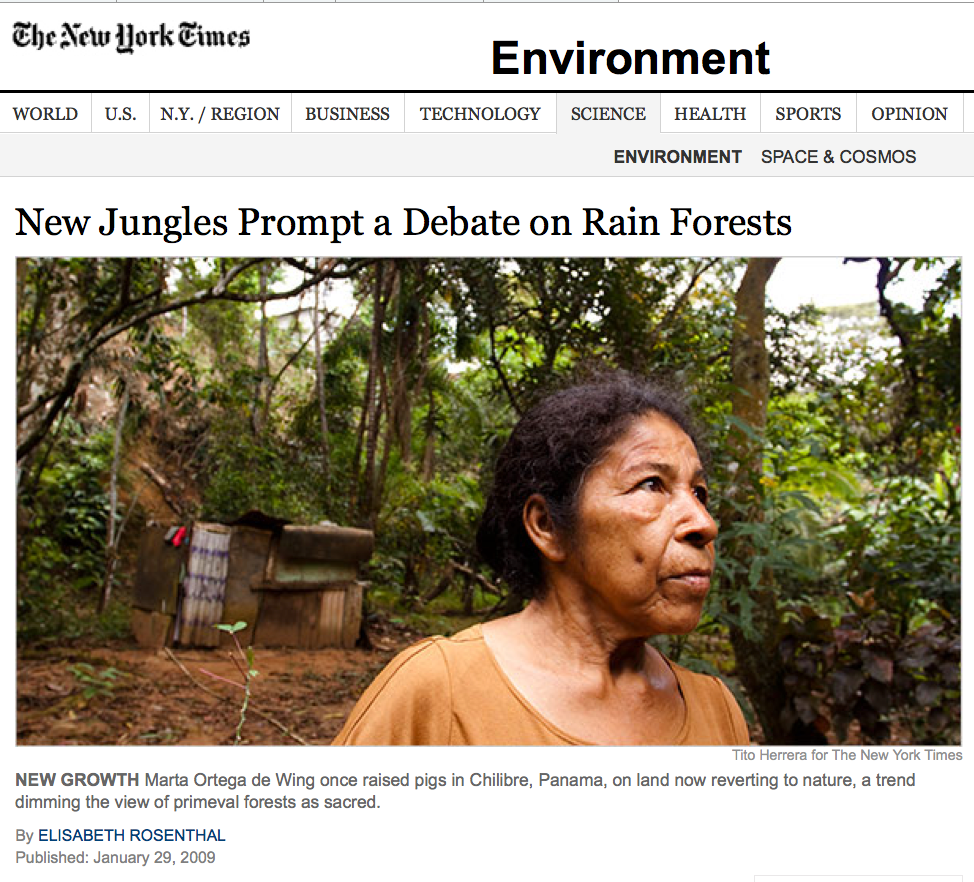 The New York Times
Environment
WORLD U.S. N.Y. / REGION BUSINESS TECHNOLOGY SCIENCE HEALTH SPORTS OPINION
ENVIRONMENT SPACE & COSMOS
New Jungles Prompt a Debate on Rain Forests
Tito Herrera for The New York Times
NEW GROWTH Marta Ortega de Wing once raised pigs in Chilibre, Panama, on land now reverting to nature, a trend
dimming the view of primeval forests as sacred.
By ELISABETH ROSENTHAL
Published: January 29, 2009